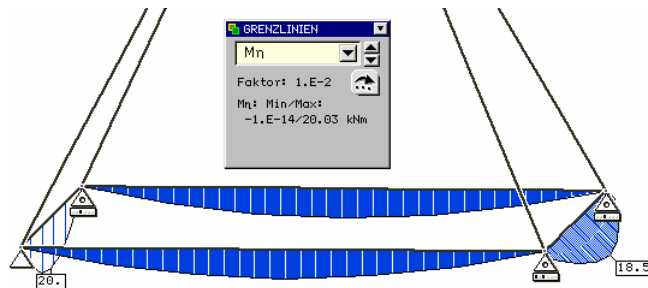 GRENZLINIEN
Mη
Faktor: 1.E-2
Mη: Min/Max:
-1.E-14/20.03 kNm
20.
18.5